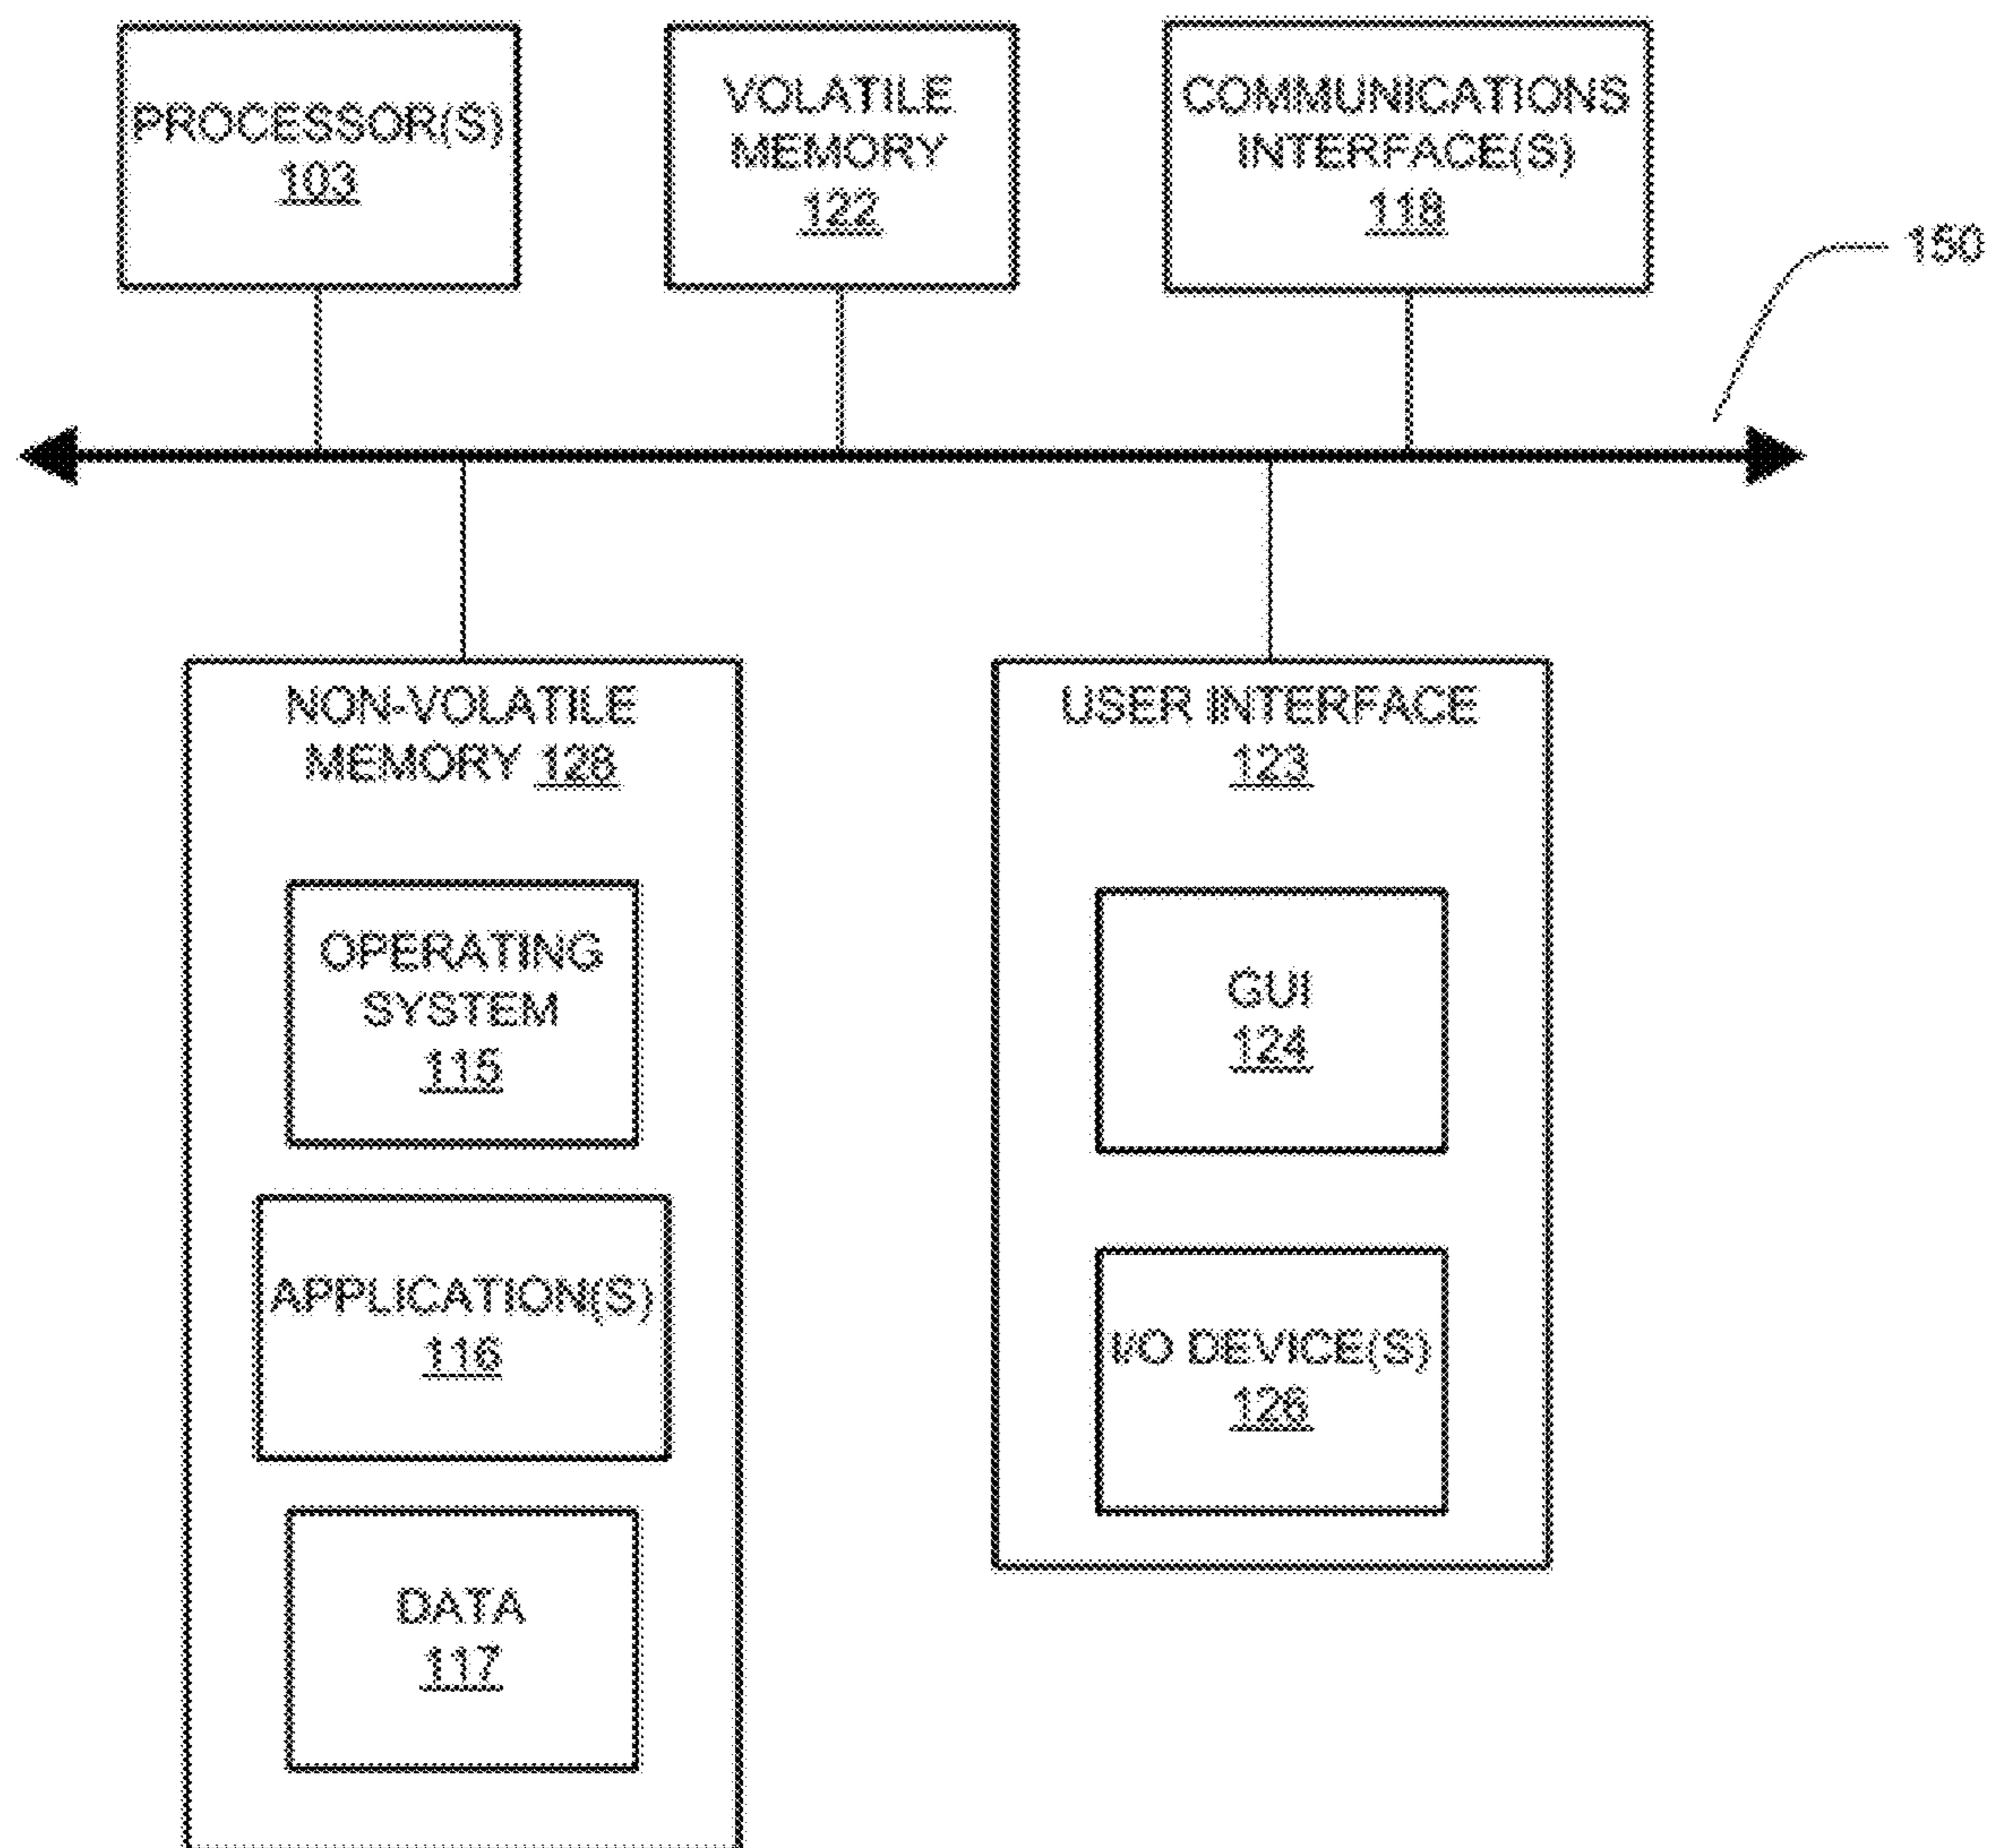 PROCESSOR(S)
103
VOLATILE
MEMORY
122
COMMUNICATIONS
INTERFACE(S)
118
150
NON-VOLATILE
MEMORY 128
OPERATING
SYSTEM
115
APPLICATION(S)
116
DATA
117
USER INTERFACE
123
GUI
124
I/O DEVICE(S)
126